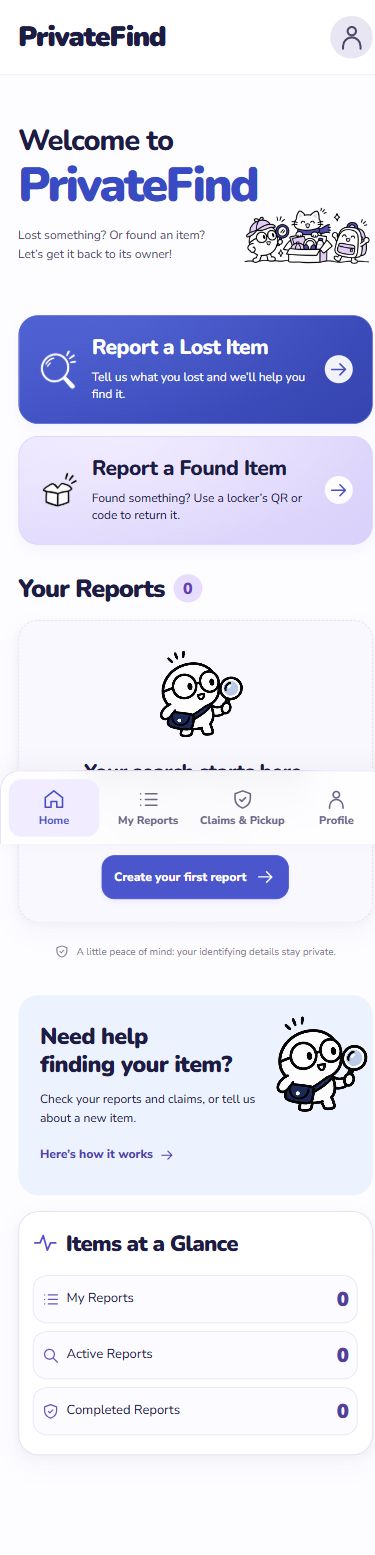 PrivateFind
Welcome to
PrivateFind
Lost something? Or found an item?
Let's get it back to its owner!
Report a Lost Item
Tell us what you lost and we'll help you
find it.
Report a Found Item
Found something? Use a locker's QR or
code to return it.
Your Reports 0
Your search starts here
Home
My Reports
Claims & Pickup
Profile
Create your first report
A little peace of mind: your identifying details stay private.
Need help
finding your item?
Check your reports and claims, or tell us
about a new item.
Here's how it works
Items at a Glance
My Reports 0
Active Reports 0
Completed Reports 0